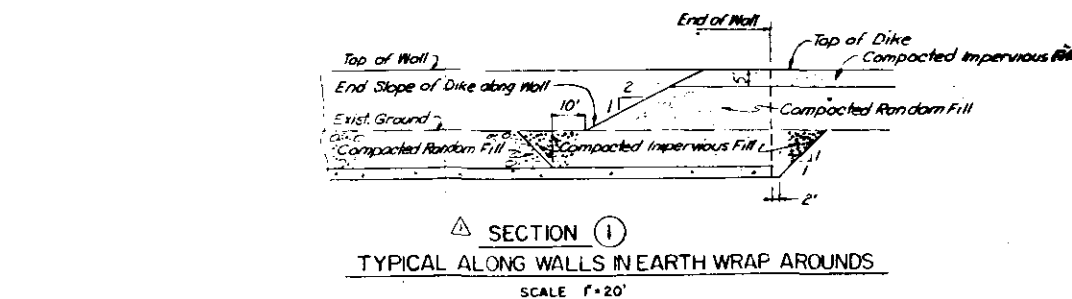 End of Wall
Top of Dike
Compacted Impervious
Top of Wall
5'
End Slope of Dike along Wall
2
1
10'
Compacted Random Fill
Exist. Ground
Compacted Random Fill
Compacted Impervious Fill
1
1
2'
SECTION 1
TYPICAL ALONG WALLS IN EARTH WRAP AROUNDS
SCALE 1"=20'